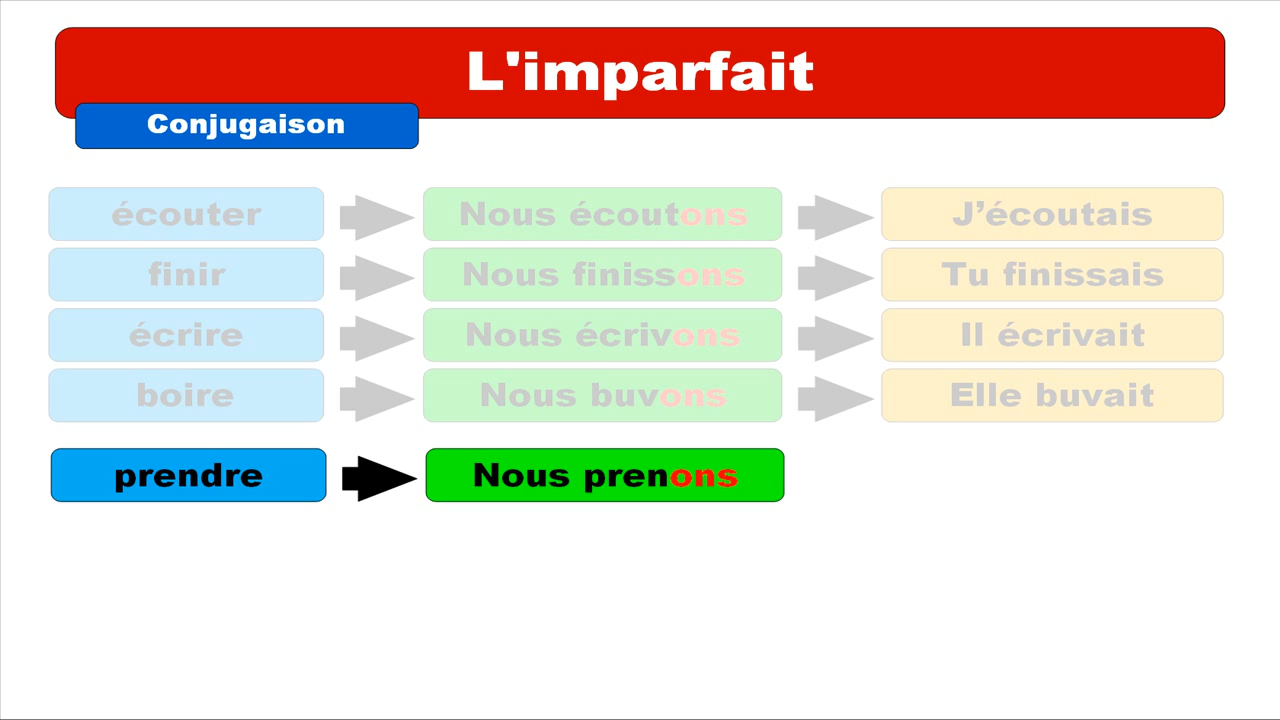 L'imparfait
Conjugaison
écouter Nous écoutons J’écoutais
finir Nous finissons Tu finissais
écrire Nous écrivons Il écrivait
boire Nous buvons Elle buvait
prendre Nous prenons